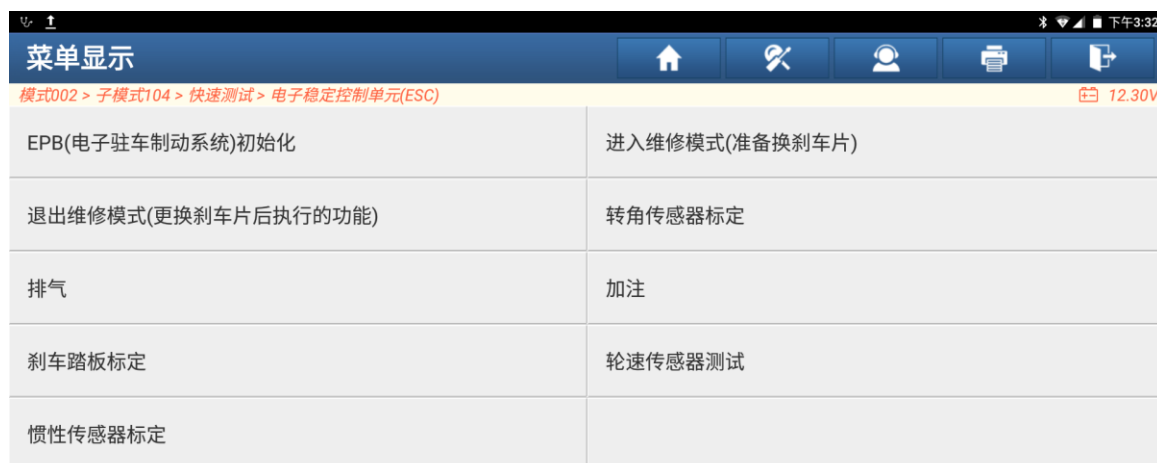 下午3:32
菜单显示
模式002 > 子模式104 > 快速测试 > 电子稳定控制单元(ESC) 12.30V
EPB(电子驻车制动系统)初始化 进入维修模式(准备换刹车片)
退出维修模式(更换刹车片后执行的功能) 转角传感器标定
排气 加注
刹车踏板标定 轮速传感器测试
惯性传感器标定